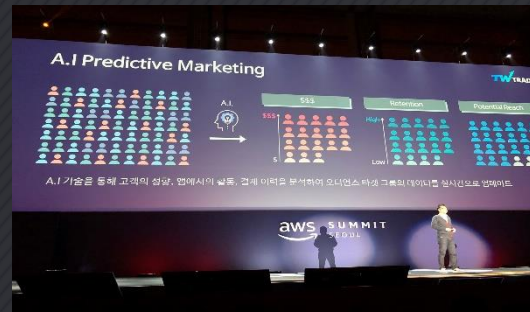 A.I Predictive Marketing
TW TRAD
A.I.
$$$
Retention
Potential Reach
$$$
High
$
Low
A.I 기술을 통해 고객의 성향, 앱에서의 활동, 결제 이력을 분석하여 오디언스 타겟 그룹의 데이터를 실시간으로 업데이트
aws SUMMIT
SEOUL